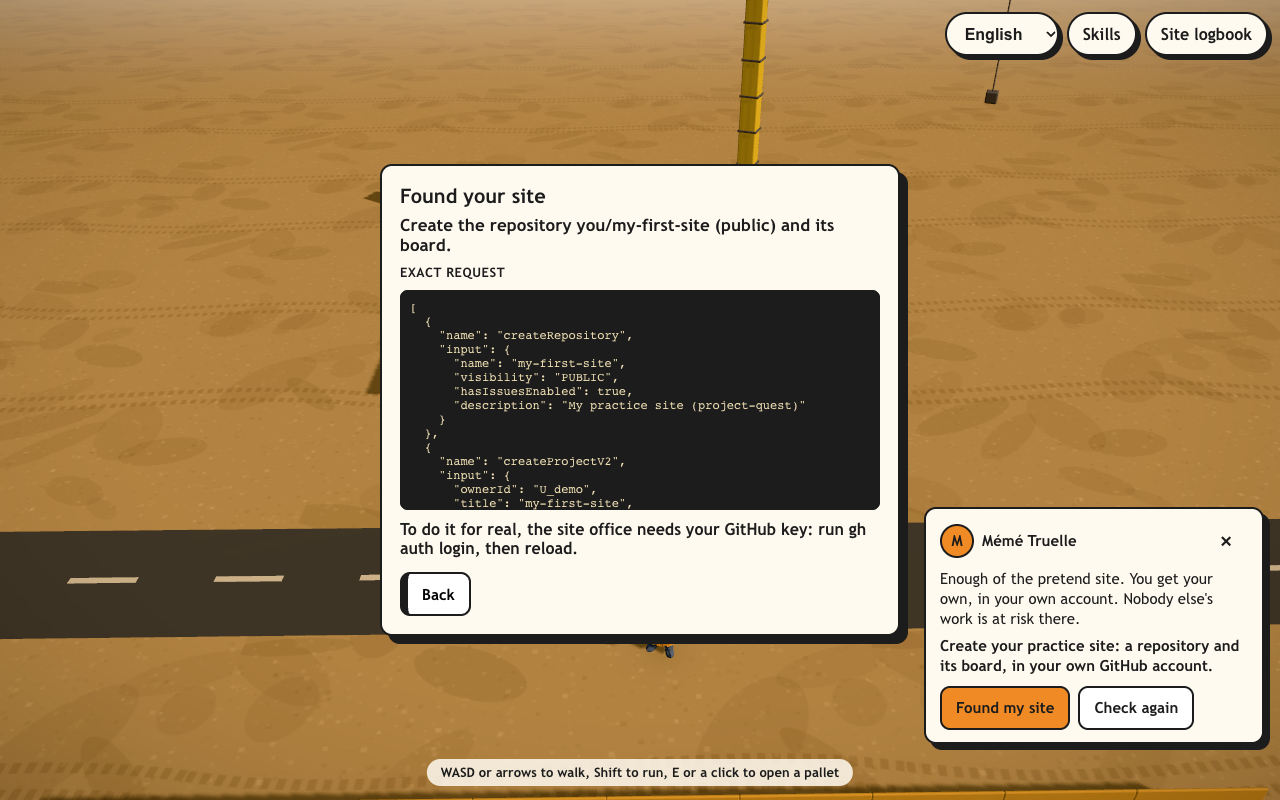 English
Skills
Site logbook
Found your site
Create the repository you/my-first-site (public) and its
board.
EXACT REQUEST
[
  {
    "name": "createRepository",
    "input": {
      "name": "my-first-site",
      "visibility": "PUBLIC",
      "hasIssuesEnabled": true,
      "description": "My practice site (project-quest)"
    }
  },
  {
    "name": "createProjectV2",
    "input": {
      "ownerId": "U_demo",
      "title": "my-first-site",
To do it for real, the site office needs your GitHub key: run gh
auth login, then reload.
Back
M
Mémé Truelle
×
Enough of the pretend site. You get your
own, in your own account. Nobody else's
work is at risk there.
Create your practice site: a repository and
its board, in your own GitHub account.
Found my site
Check again
WASD or arrows to walk, Shift to run, E or a click to open a pallet